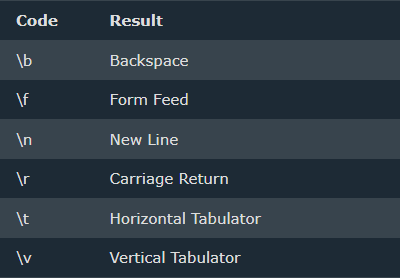 Code Result
\b Backspace
\f Form Feed
\n New Line
\r Carriage Return
\t Horizontal Tabulator
\v Vertical Tabulator